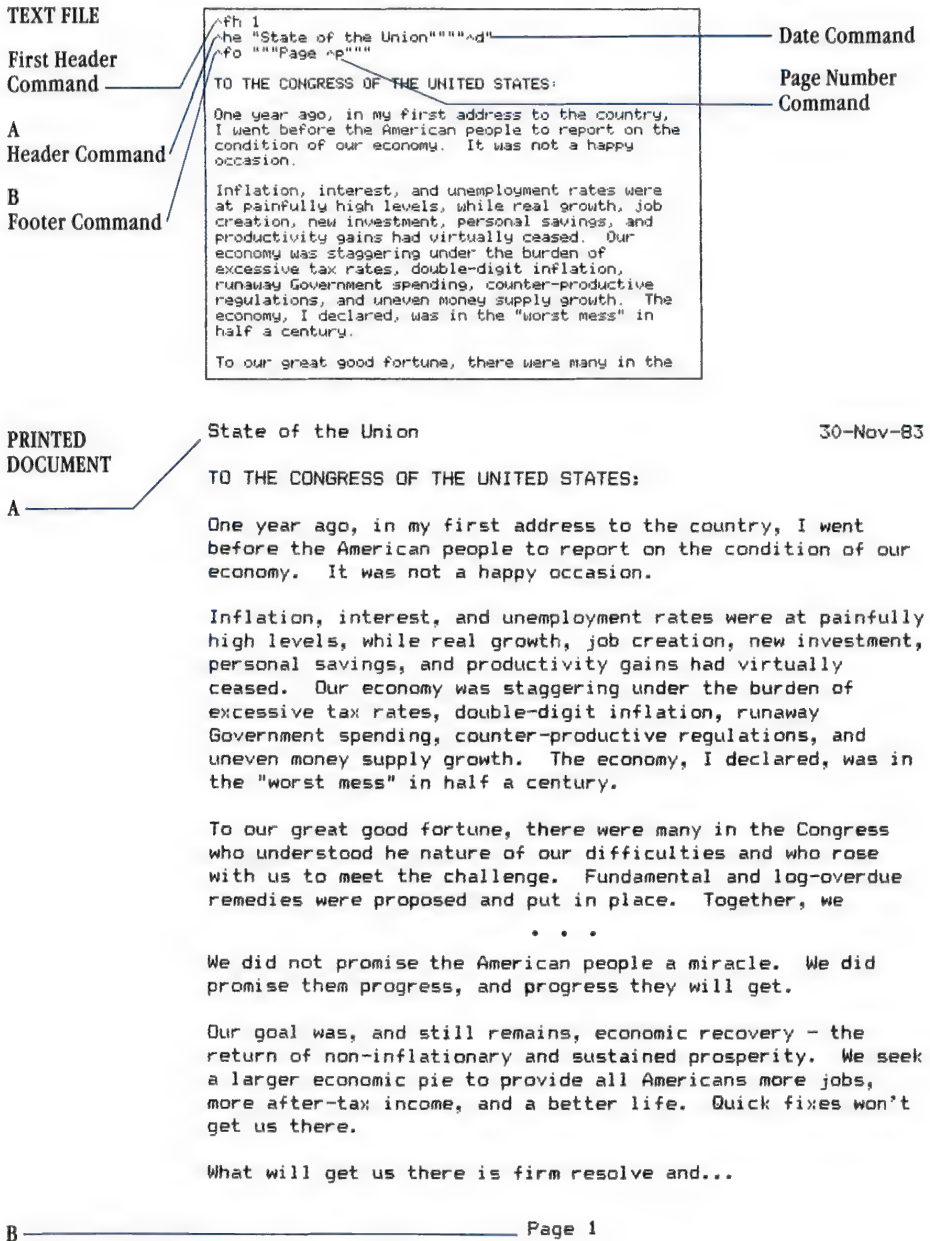 TEXT FILE
First Header
Command
A
Header Command
B
Footer Command
^fh 1
^he "State of the Union""""^d"
^fo """Page ^p"""
TO THE CONGRESS OF THE UNITED STATES:
One year ago, in my first address to the country,
I went before the American people to report on the
condition of our economy.  It was not a happy
occasion.
Inflation, interest, and unemployment rates were
at painfully high levels, while real growth, job
creation, new investment, personal savings, and
productivity gains had virtually ceased.  Our
economy was staggering under the burden of
excessive tax rates, double-digit inflation,
runaway Government spending, counter-productive
regulations, and uneven money supply growth.  The
economy, I declared, was in the "worst mess" in
half a century.
To our great good fortune, there were many in the
Date Command
Page Number
Command
PRINTED
DOCUMENT
A
State of the Union 30-Nov-83
TO THE CONGRESS OF THE UNITED STATES:
One year ago, in my first address to the country, I went
before the American people to report on the condition of our
economy.  It was not a happy occasion.
Inflation, interest, and unemployment rates were at painfully
high levels, while real growth, job creation, new investment,
personal savings, and productivity gains had virtually
ceased.  Our economy was staggering under the burden of
excessive tax rates, double-digit inflation, runaway
Government spending, counter-productive regulations, and
uneven money supply growth.  The economy, I declared, was in
the "worst mess" in half a century.
To our great good fortune, there were many in the Congress
who understood he nature of our difficulties and who rose
with us to meet the challenge.  Fundamental and log-overdue
remedies were proposed and put in place.  Together, we
. . .
We did not promise the American people a miracle.  We did
promise them progress, and progress they will get.
Our goal was, and still remains, economic recovery - the
return of non-inflationary and sustained prosperity.  We seek
a larger economic pie to provide all Americans more jobs,
more after-tax income, and a better life.  Quick fixes won't
get us there.
What will get us there is firm resolve and...
B
Page 1